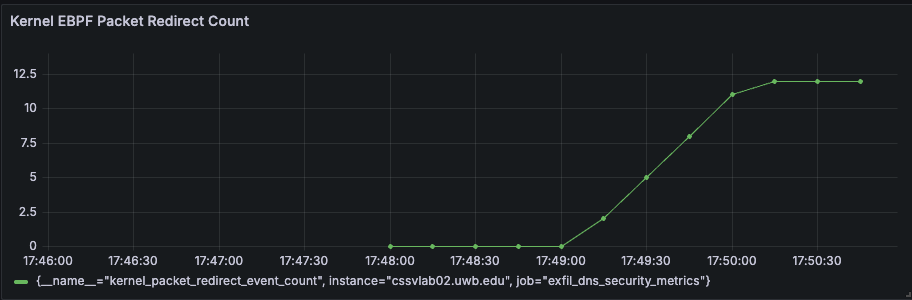 Kernel EBPF Packet Redirect Count
12.5
10
7.5
5
2.5
0
17:46:00 17:46:30 17:47:00 17:47:30 17:48:00 17:48:30 17:49:00 17:49:30 17:50:00 17:50:30
{__name__="kernel_packet_redirect_event_count", instance="cssvlab02.uwb.edu", job="exfil_dns_security_metrics"}